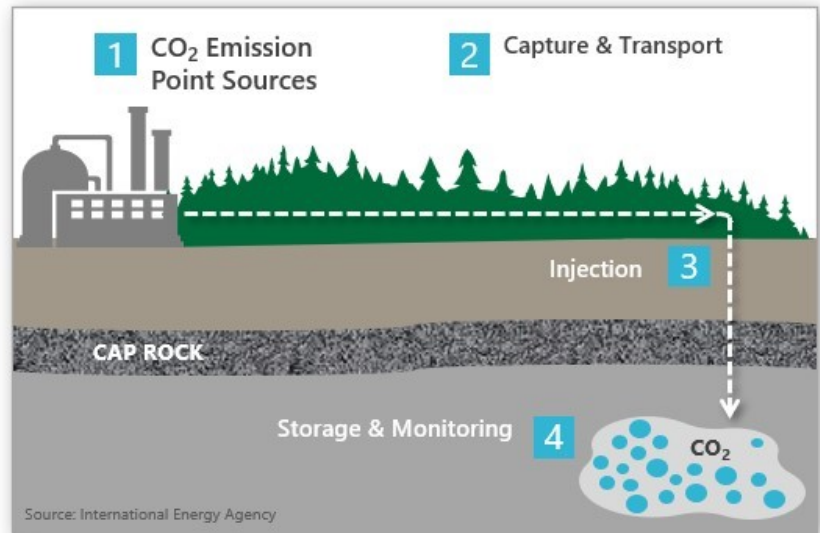 1 CO₂ Emission
Point Sources
2 Capture & Transport
Injection 3
CAP ROCK
Storage & Monitoring 4
CO₂
Source: International Energy Agency